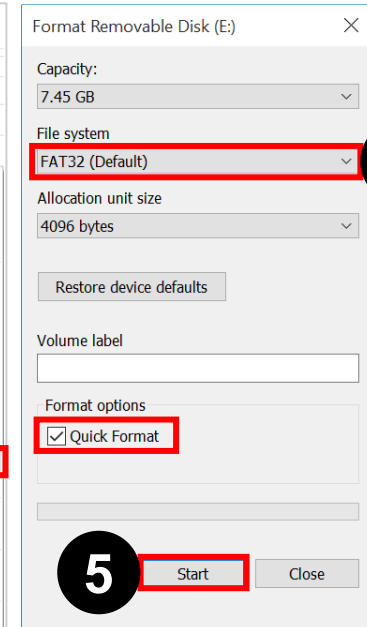 Format Removable Disk (E:)
Capacity:
7.45 GB
File system
FAT32 (Default)
Allocation unit size
4096 bytes
Restore device defaults
Volume label
Format options
Quick Format
5
Start
Close